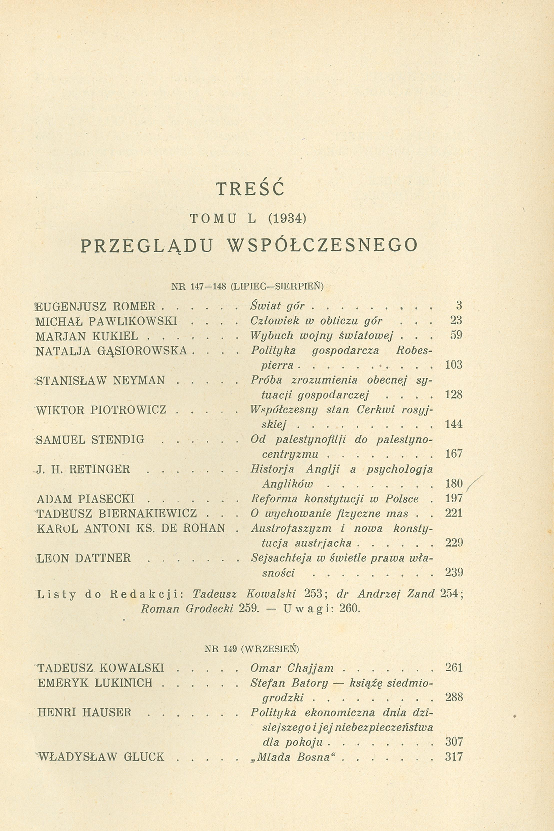 TREŚĆ
TOMU L (1934)
PRZEGLĄDU WSPÓŁCZESNEGO
NR 147—148 (LIPIEC—SIERPIEŃ)
EUGENJUSZ ROMER . . . . . . Świat gór . . . . . . . . . 3
MICHAŁ PAWLIKOWSKI . . . . Człowiek w obliczu gór . . . 23
MARJAN KUKIEL . . . . . . . Wybuch wojny światowej . . . 59
NATALJA GĄSIOROWSKA . . . . Polityka gospodarcza Robes-
pierra . . . . . . . . . . 103
STANISŁAW NEYMAN . . . . . Próba zrozumienia obecnej sy-
tuacji gospodarczej . . . . 128
WIKTOR PIOTROWICZ . . . . . Współczesny stan Cerkwi rosyj-
skiej . . . . . . . . . . 144
SAMUEL STENDIG . . . . . . Od palestynofilji do palestyno-
centryzmu . . . . . . . . 167
J. H. RETINGER . . . . . . . Historja Anglji a psychologja
Anglików . . . . . . . . 180
ADAM PIASECKI . . . . . . . Reforma konstytucji w Polsce . 197
TADEUSZ BIERNAKIEWICZ . . . O wychowanie fizyczne mas . . 221
KAROL ANTONI KS. DE ROHAN . Austrofaszyzm i nowa konsty-
tucja austrjacka . . . . . . 229
LEON DATTNER . . . . . . . Sejsachteja w świetle prawa wła-
sności . . . . . . . . . 239
Listy do Redakcji: Tadeusz Kowalski 253; dr Andrzej Zand 254;
Roman Grodecki 259. — Uwagi: 260.
NR 149 (WRZESIEŃ)
TADEUSZ KOWALSKI . . . . . Omar Chajjam . . . . . . . 261
EMERYK LUKINICH . . . . . . Stefan Batory — książę siedmio-
grodzki . . . . . . . . . 288
HENRI HAUSER . . . . . . . Polityka ekonomiczna dnia dzi-
siejszego i jej niebezpieczeństwa
dla pokoju . . . . . . . . 307
WŁADYSŁAW GLUCK . . . . . „Mlada Bosna“ . . . . . . . 317